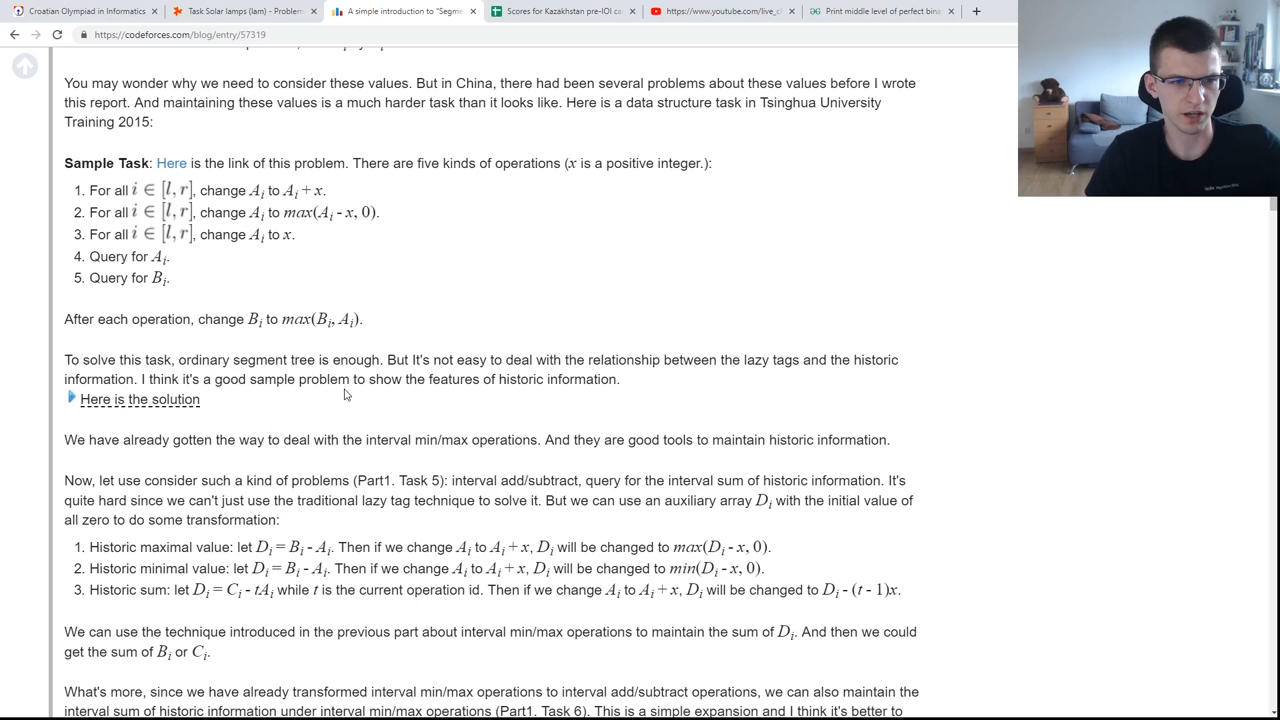 Croatian Olympiad in Informatics
Task Solar lamps (lam) - Problem
A simple introduction to "Segme
Scores for Kazakhstan pre-IOI ca
https://www.youtube.com/live_c
Print middle level of perfect bina
https://codeforces.com/blog/entry/57319
You may wonder why we need to consider these values. But in China, there had been several problems about these values before I wrote
this report. And maintaining these values is a much harder task than it looks like. Here is a data structure task in Tsinghua University
Training 2015:
Sample Task: Here is the link of this problem. There are five kinds of operations (x is a positive integer.):
1. For all i ∈ [l, r], change A_i to A_i + x.
2. For all i ∈ [l, r], change A_i to max(A_i - x, 0).
3. For all i ∈ [l, r], change A_i to x.
4. Query for A_i.
5. Query for B_i.
After each operation, change B_i to max(B_i, A_i).
To solve this task, ordinary segment tree is enough. But It's not easy to deal with the relationship between the lazy tags and the historic
information. I think it's a good sample problem to show the features of historic information.
Here is the solution
We have already gotten the way to deal with the interval min/max operations. And they are good tools to maintain historic information.
Now, let use consider such a kind of problems (Part1. Task 5): interval add/subtract, query for the interval sum of historic information. It's
quite hard since we can't just use the traditional lazy tag technique to solve it. But we can use an auxiliary array D_i with the initial value of
all zero to do some transformation:
1. Historic maximal value: let D_i = B_i - A_i. Then if we change A_i to A_i + x, D_i will be changed to max(D_i - x, 0).
2. Historic minimal value: let D_i = B_i - A_i. Then if we change A_i to A_i + x, D_i will be changed to min(D_i - x, 0).
3. Historic sum: let D_i = C_i - tA_i while t is the current operation id. Then if we change A_i to A_i + x, D_i will be changed to D_i - (t - 1)x.
We can use the technique introduced in the previous part about interval min/max operations to maintain the sum of D_i. And then we could
get the sum of B_i or C_i.
What's more, since we have already transformed interval min/max operations to interval add/subtract operations, we can also maintain the
interval sum of historic information under interval min/max operations (Part1. Task 6). This is a simple expansion and I think it's better to